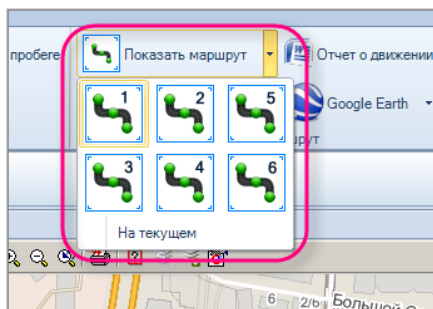 пробеге Показать маршрут Отчет о движении
Google Earth
1 2 5
шрут
3 4 6
На текущем
6 2/6 Большой